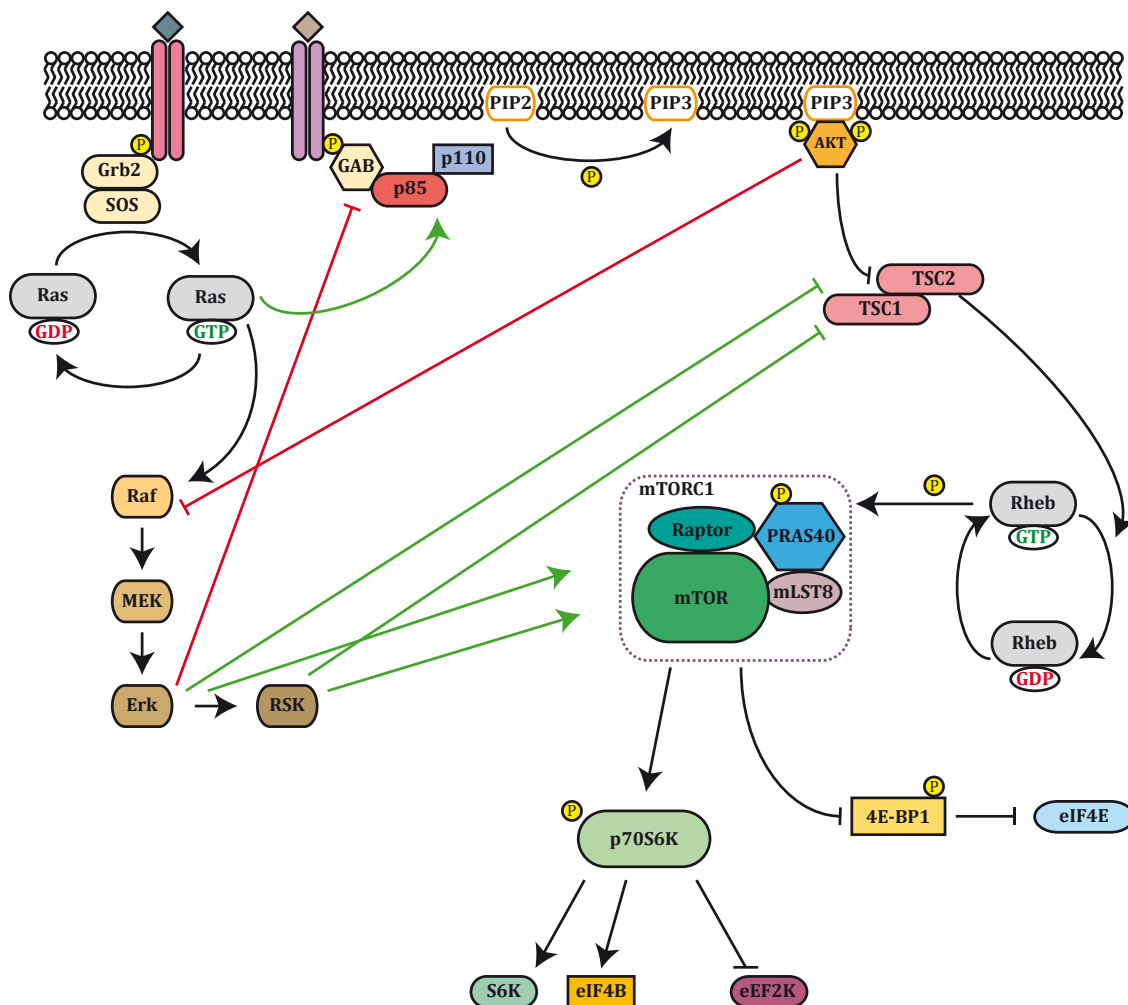 PIP2
PIP3
PIP3
P
P
P
P
AKT
Grb2
GAB
p110
SOS
p85
P
TSC2
Ras
Ras
TSC1
GDP
GTP
Raf
mTORC1
P
P
Raptor
PRAS40
Rheb
GTP
MEK
mTOR
mLST8
Rheb
GDP
Erk
RSK
P
P
p70S6K
4E-BP1
eIF4E
S6K
eIF4B
eEF2K